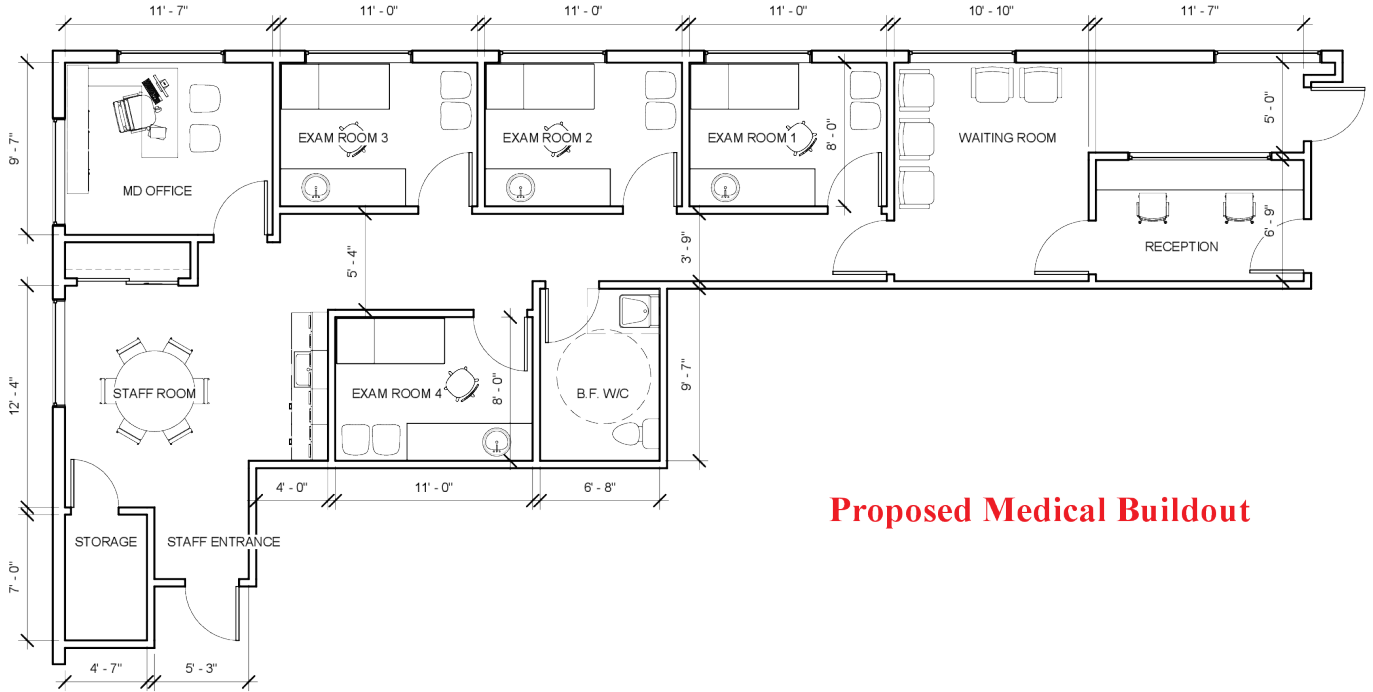 11' - 7"
11' - 0"
11' - 0"
11' - 0"
10' - 10"
11' - 7"
9' - 7"
MD OFFICE
EXAM ROOM 3
EXAM ROOM 2
EXAM ROOM 1
8' - 0"
WAITING ROOM
5' - 0"
6' - 9"
RECEPTION
5' - 4"
3' - 9"
12' - 4"
STAFF ROOM
EXAM ROOM 4
8' - 0"
B.F. W/C
9' - 7"
4' - 0"
11' - 0"
6' - 8"
Proposed Medical Buildout
STORAGE
STAFF ENTRANCE
7' - 0"
4' - 7"
5' - 3"